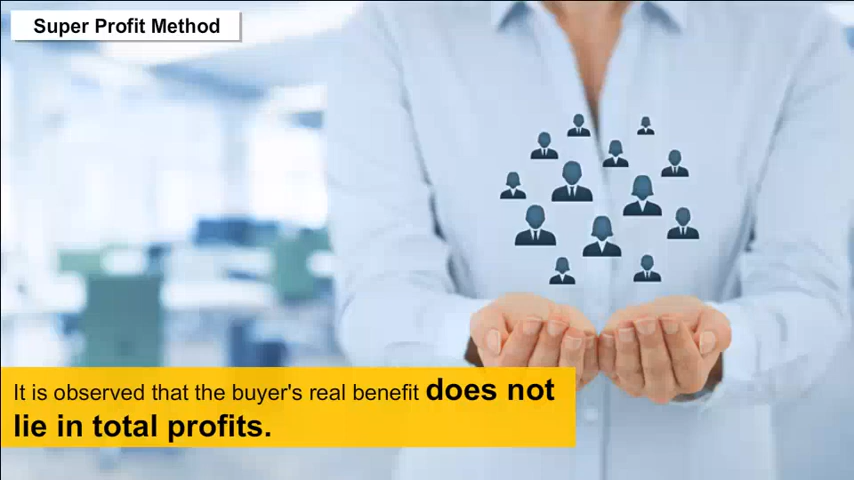 Super Profit Method
It is observed that the buyer's real benefit does not
lie in total profits.